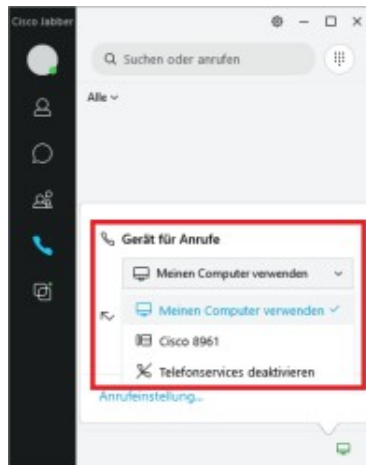 Cisco Jabber
Suchen oder anrufen
Alle
Gerät für Anrufe
Meinen Computer verwenden
Meinen Computer verwenden
Cisco 8961
Telefonservices deaktivieren
Anrufeinstellung...